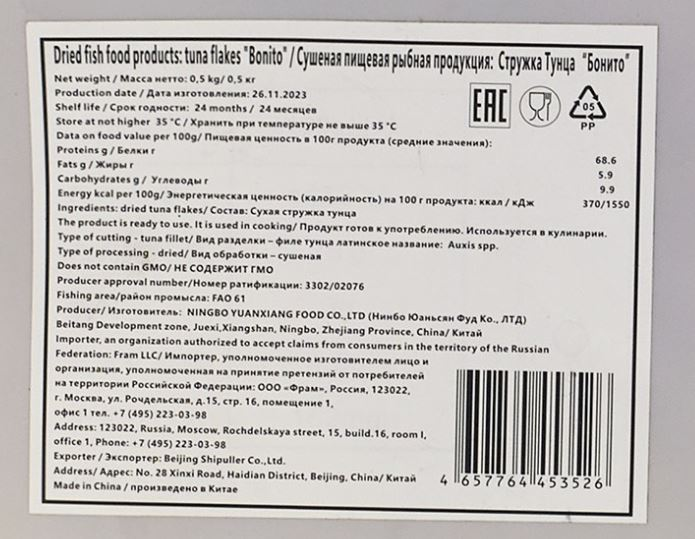 Dried fish food products: tuna flakes "Bonito" / Сушеная пищевая рыбная продукция: Стружка Тунца "Бонито"
Net weight / Масса нетто: 0,5 kg/ 0,5 кг
Production date / Дата изготовления: 26.11.2023
Shelf life / Срок годности: 24 months / 24 месяцев
Store at not higher 35 °C / Хранить при температуре не выше 35 °C
Data on food value per 100g/ Пищевая ценность в 100г продукта (средние значения):
Proteins g / Белки г 68.6
Fats g / Жиры г 5.9
Carbohydrates g / Углеводы г 9.9
Energy kcal per 100g/ Энергетическая ценность (калорийность) на 100 г продукта: ккал / кДж 370/1550
Ingredients: dried tuna flakes/ Состав: Сухая стружка тунца
The product is ready to use. It is used in cooking/ Продукт готов к употреблению. Используется в кулинарии.
Type of cutting - tuna fillet/ Вид разделки – филе тунца латинское название: Auxis spp.
Type of processing - dried/ Вид обработки – сушеная
Does not contain GMO/ НЕ СОДЕРЖИТ ГМО
Producer approval number/Номер ратификации: 3302/02076
Fishing area/район промысла: FAO 61
Producer/ Изготовитель: NINGBO YUANXIANG FOOD CO.,LTD (Нинбо Юаньсян Фуд Ко., ЛТД)
Beitang Development zone, Juexi,Xiangshan, Ningbo, Zhejiang Province, China/ Китай
Importer, an organization authorized to accept claims from consumers in the territory of the Russian
Federation: Fram LLC/ Импортер, уполномоченное изготовителем лицо и
организация, уполномоченная на принятие претензий от потребителей
на территории Российской Федерации: ООО «Фрам», Россия, 123022,
г. Москва, ул. Рочдельская, д.15, стр. 16, помещение 1,
офис 1 тел. +7 (495) 223-03-98
Address: 123022, Russia, Moscow, Rochdelskaya street, 15, build.16, room I,
office 1, Phone: +7 (495) 223-03-98
Exporter / Экспортер: Beijing Shipuller Co.,Ltd.
Address/ Адрес: No. 28 Xinxi Road, Haidian District, Beijing, China/ Китай
Made in China / произведено в Китае
EAC
05
PP
4 657764 453526